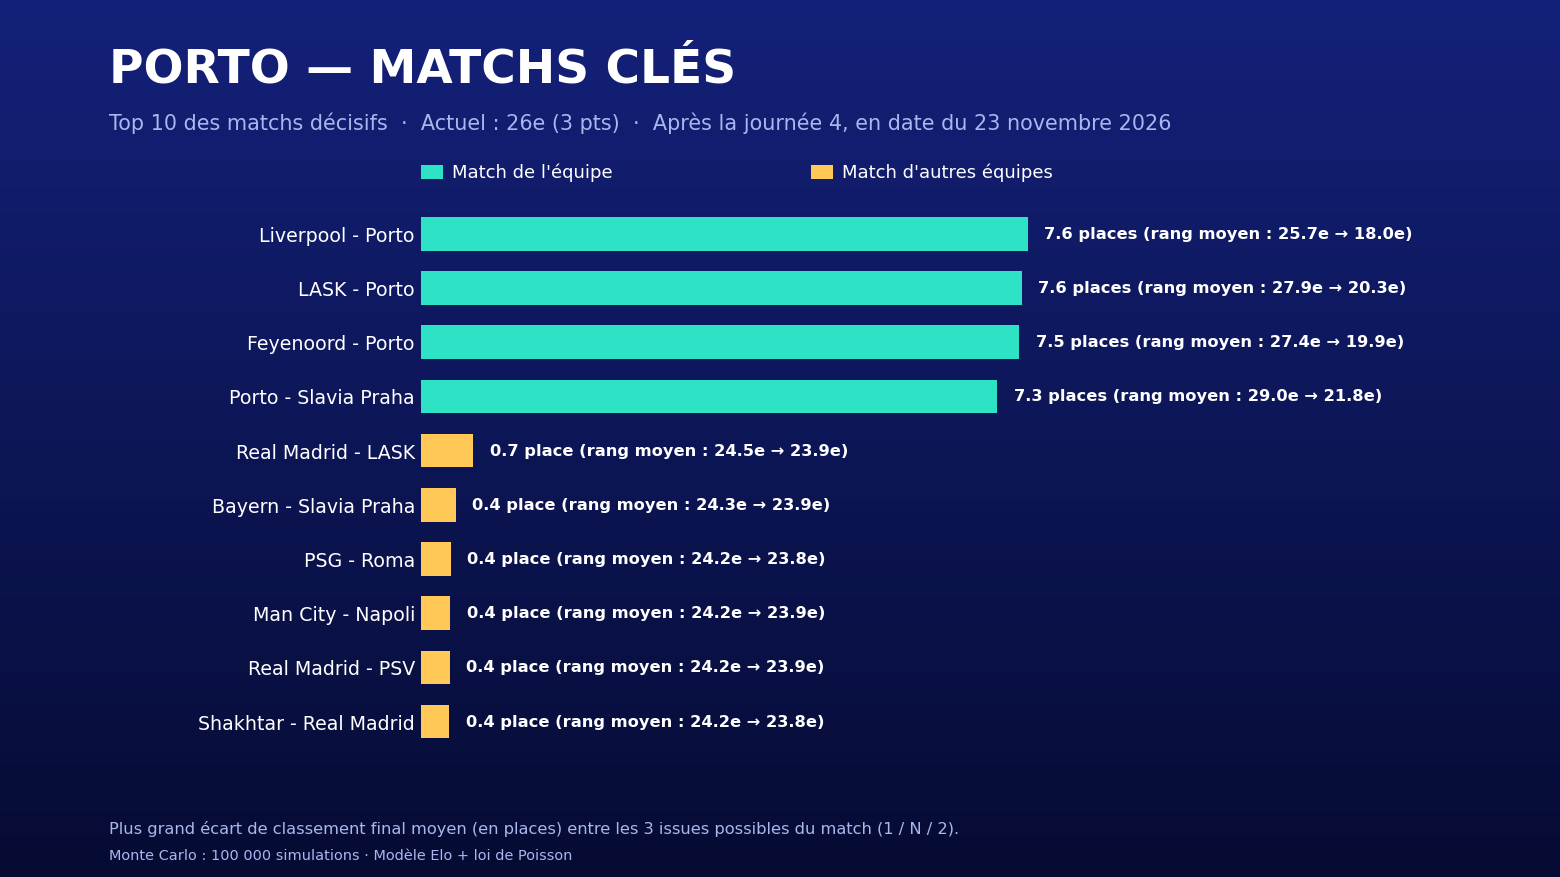 PORTO — MATCHS CLÉS
Top 10 des matchs décisifs · Actuel : 26e (3 pts) · Après la journée 4, en date du 23 novembre 2026
Match de l'équipe
Match d'autres équipes
Liverpool - Porto 7.6 places (rang moyen : 25.7e → 18.0e)
LASK - Porto 7.6 places (rang moyen : 27.9e → 20.3e)
Feyenoord - Porto 7.5 places (rang moyen : 27.4e → 19.9e)
Porto - Slavia Praha 7.3 places (rang moyen : 29.0e → 21.8e)
Real Madrid - LASK 0.7 place (rang moyen : 24.5e → 23.9e)
Bayern - Slavia Praha 0.4 place (rang moyen : 24.3e → 23.9e)
PSG - Roma 0.4 place (rang moyen : 24.2e → 23.8e)
Man City - Napoli 0.4 place (rang moyen : 24.2e → 23.9e)
Real Madrid - PSV 0.4 place (rang moyen : 24.2e → 23.9e)
Shakhtar - Real Madrid 0.4 place (rang moyen : 24.2e → 23.8e)
Plus grand écart de classement final moyen (en places) entre les 3 issues possibles du match (1 / N / 2).
Monte Carlo : 100 000 simulations · Modèle Elo + loi de Poisson